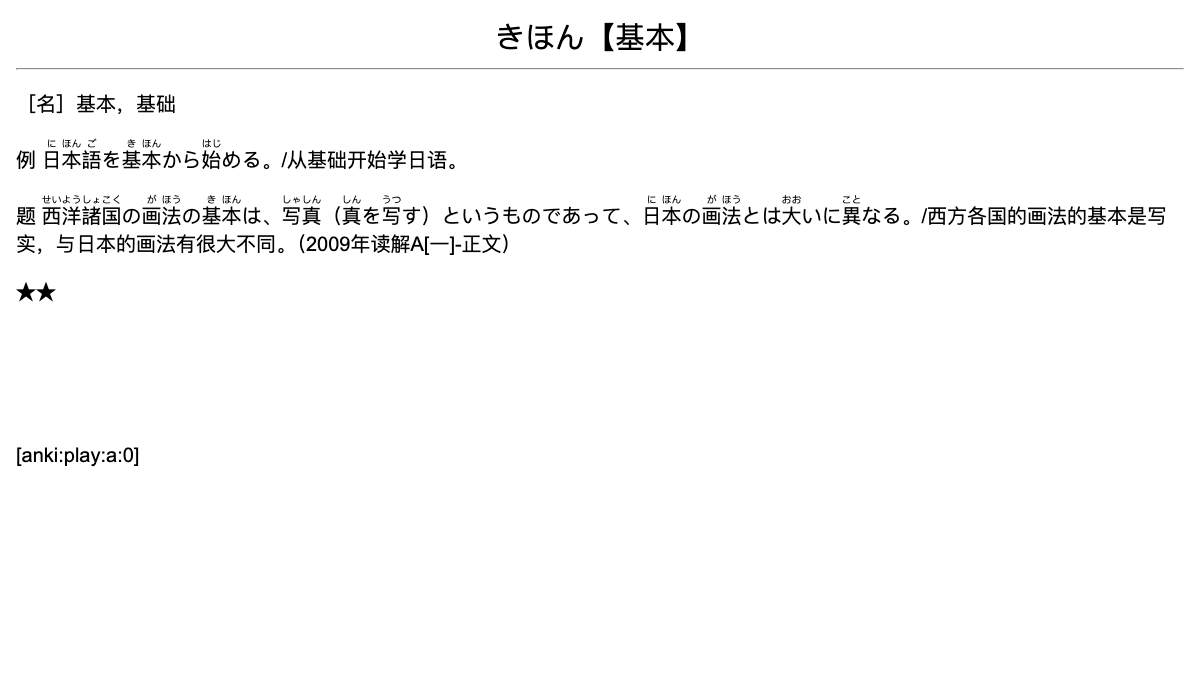 きほん【基本】
［名］基本，基础
に ほん ご き ほん はじ
例 日本語を基本から始める。/从基础开始学日语。
せいようしょこく が ほう き ほん しゃしん しん うつ に ほん が ほう おお こと
题 西洋諸国の画法の基本は、写真（真を写す）というものであって、日本の画法とは大いに異なる。/西方各国的画法的基本是写
实，与日本的画法有很大不同。（2009年读解A[一]-正文）
★★
[anki:play:a:0]